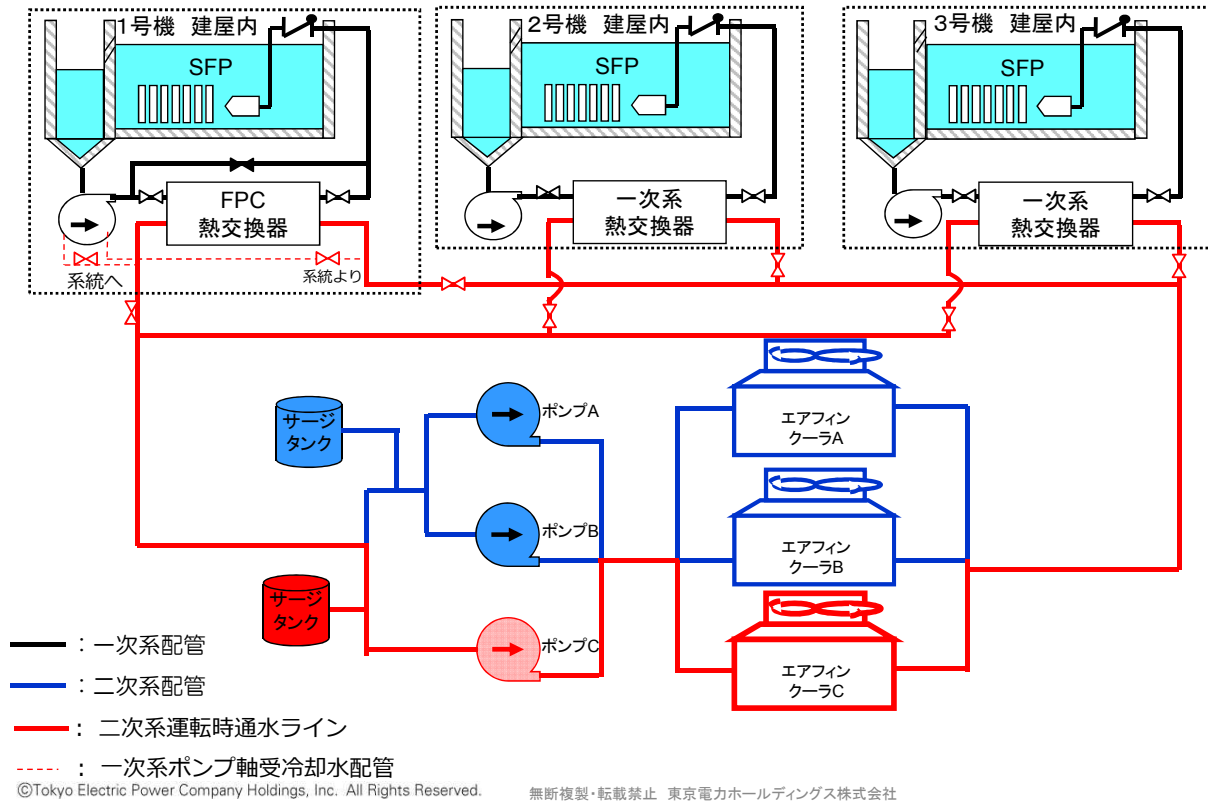 1号機 建屋内
SFP
FPC
熱交換器
系統へ
系統より
2号機 建屋内
SFP
一次系
熱交換器
3号機 建屋内
SFP
一次系
熱交換器
サージ
タンク
ポンプA
エアフィン
クーラA
ポンプB
エアフィン
クーラB
サージ
タンク
ポンプC
エアフィン
クーラC
:一次系配管
:二次系配管
: 二次系運転時通水ライン
: 一次系ポンプ軸受冷却水配管
©Tokyo Electric Power Company Holdings, Inc. All Rights Reserved.
無断複製・転載禁止 東京電力ホールディングス株式会社